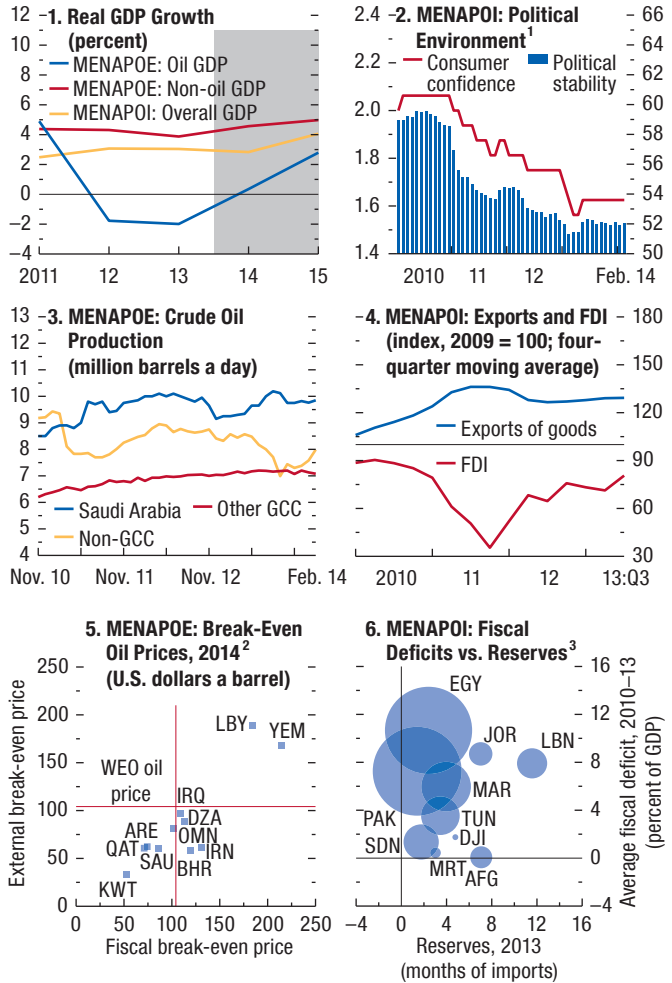 1. Real GDP Growth
(percent)
MENAPOE: Oil GDP
MENAPOE: Non-oil GDP
MENAPOI: Overall GDP
12
10
8
6
4
2
0
−2
−4
2011 12 13 14 15
2. MENAPOI: Political
Environment¹
Consumer confidence
Political stability
2.4
2.2
2.0
1.8
1.6
1.4
66
64
62
60
58
56
54
52
50
2010 11 12 Feb. 14
3. MENAPOE: Crude Oil
Production
(million barrels a day)
13
12
11
10
9
8
7
6
5
4
Saudi Arabia
Other GCC
Non-GCC
Nov. 10 Nov. 11 Nov. 12 Feb. 14
4. MENAPOI: Exports and FDI
(index, 2009 = 100; four-
quarter moving average)
180
150
120
90
60
30
Exports of goods
FDI
2010 11 12 13:Q3
5. MENAPOE: Break-Even
Oil Prices, 2014²
(U.S. dollars a barrel)
External break-even price
250
200
150
100
50
0
LBY
YEM
WEO oil
price
IRQ
DZA
ARE
OMN
QAT
SAU
IRN
BHR
KWT
0 50 100 150 200 250
Fiscal break-even price
6. MENAPOI: Fiscal
Deficits vs. Reserves³
EGY
JOR
LBN
MAR
PAK
TUN
SDN
DJI
MRT
AFG
16
12
8
4
0
−4
Average fiscal deficit, 2010–13
(percent of GDP)
−4 0 4 8 12 16
Reserves, 2013
(months of imports)